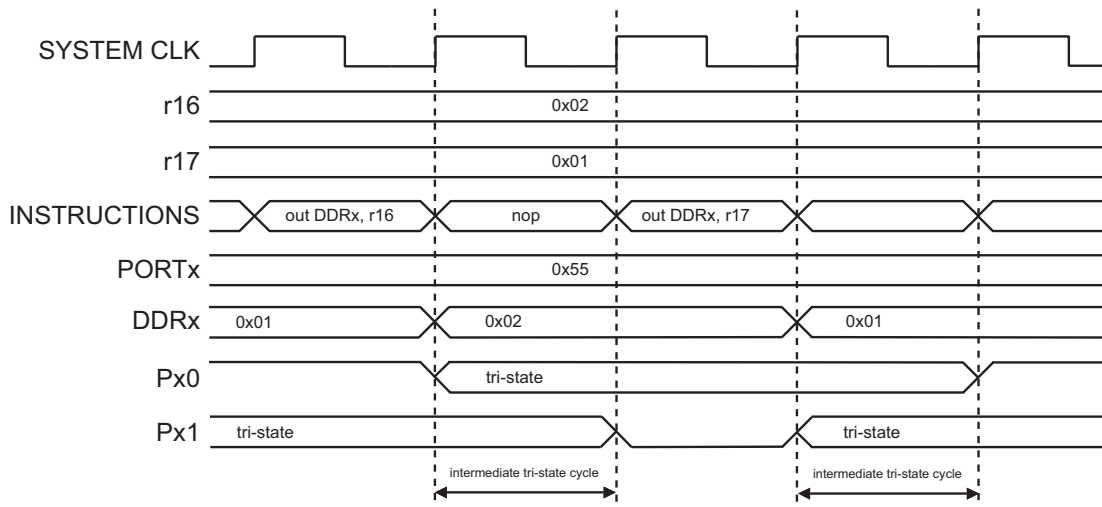 SYSTEM CLK
r16 0x02
r17 0x01
INSTRUCTIONS out DDRx, r16 nop out DDRx, r17
PORTx 0x55
DDRx 0x01 0x02 0x01
Px0 tri-state
Px1 tri-state tri-state
intermediate tri-state cycle intermediate tri-state cycle